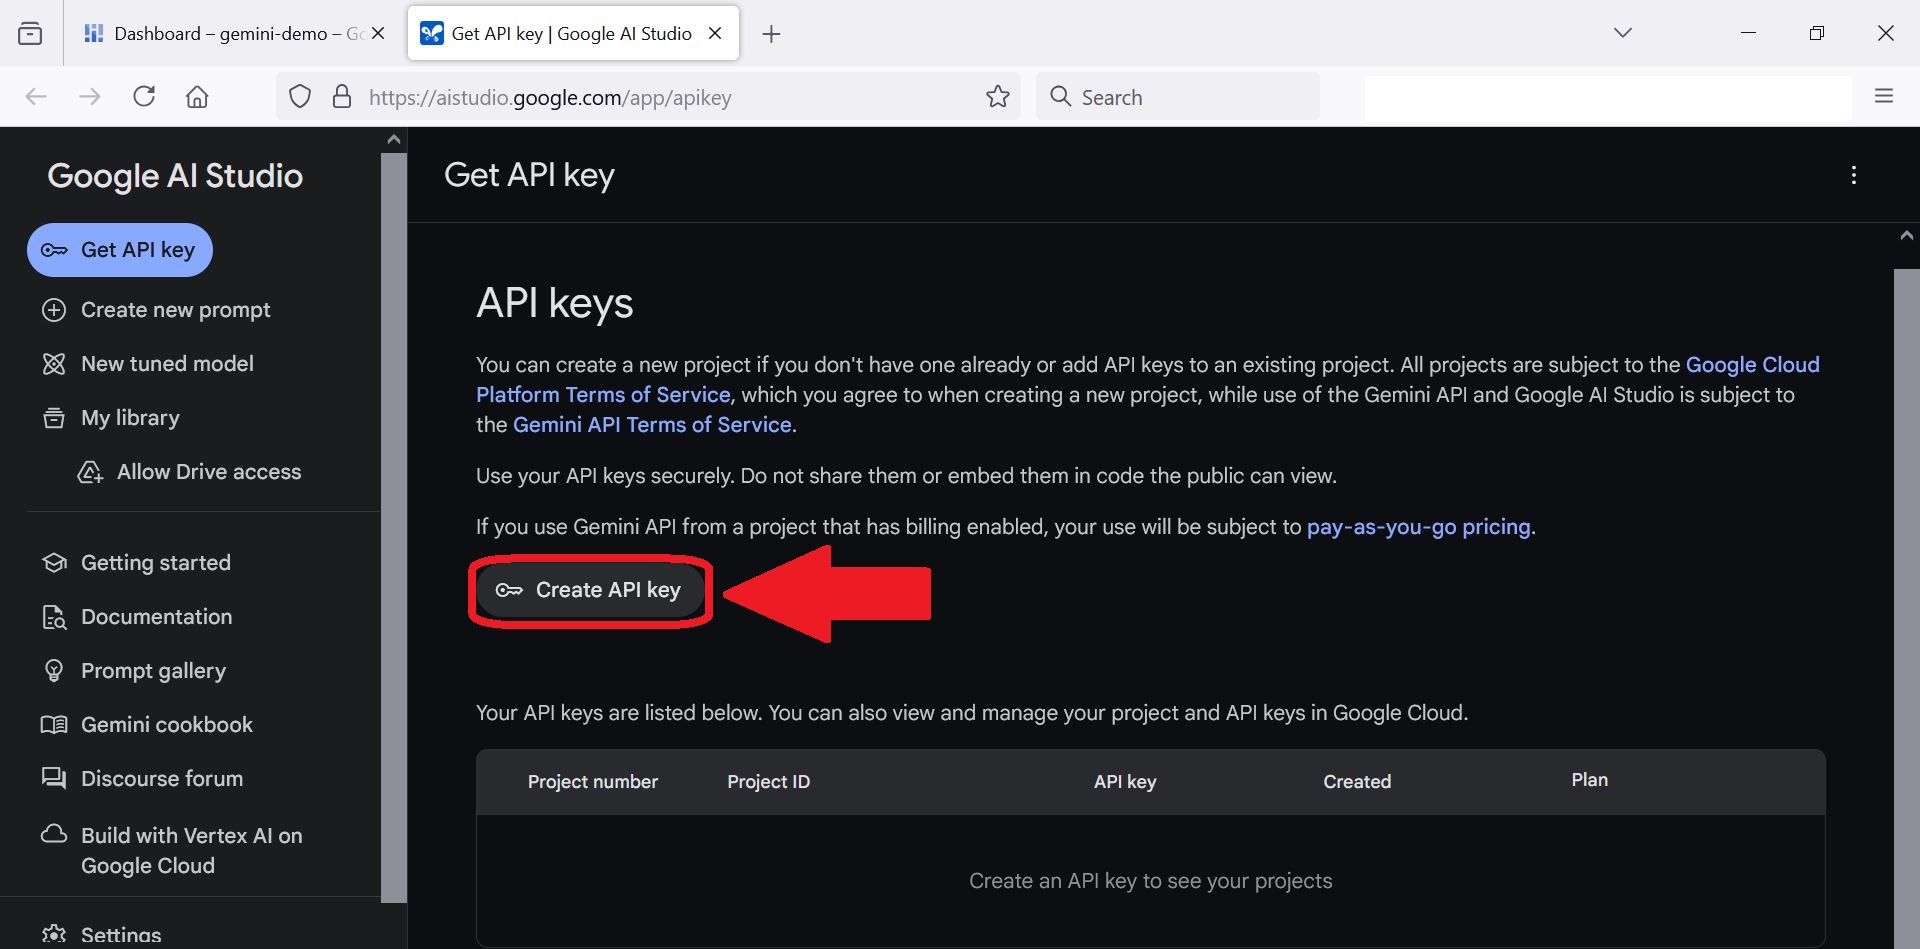 Dashboard – gemini-demo – Go
Get API key | Google AI Studio
https://aistudio.google.com/app/apikey
Search
Google AI Studio
Get API key
Create new prompt
New tuned model
My library
Allow Drive access
Getting started
Documentation
Prompt gallery
Gemini cookbook
Discourse forum
Build with Vertex AI on
Google Cloud
Settings
Get API key
API keys
You can create a new project if you don't have one already or add API keys to an existing project. All projects are subject to the Google Cloud
Platform Terms of Service, which you agree to when creating a new project, while use of the Gemini API and Google AI Studio is subject to
the Gemini API Terms of Service.
Use your API keys securely. Do not share them or embed them in code the public can view.
If you use Gemini API from a project that has billing enabled, your use will be subject to pay-as-you-go pricing.
Create API key
Your API keys are listed below. You can also view and manage your project and API keys in Google Cloud.
Project number Project ID API key Created Plan
Create an API key to see your projects